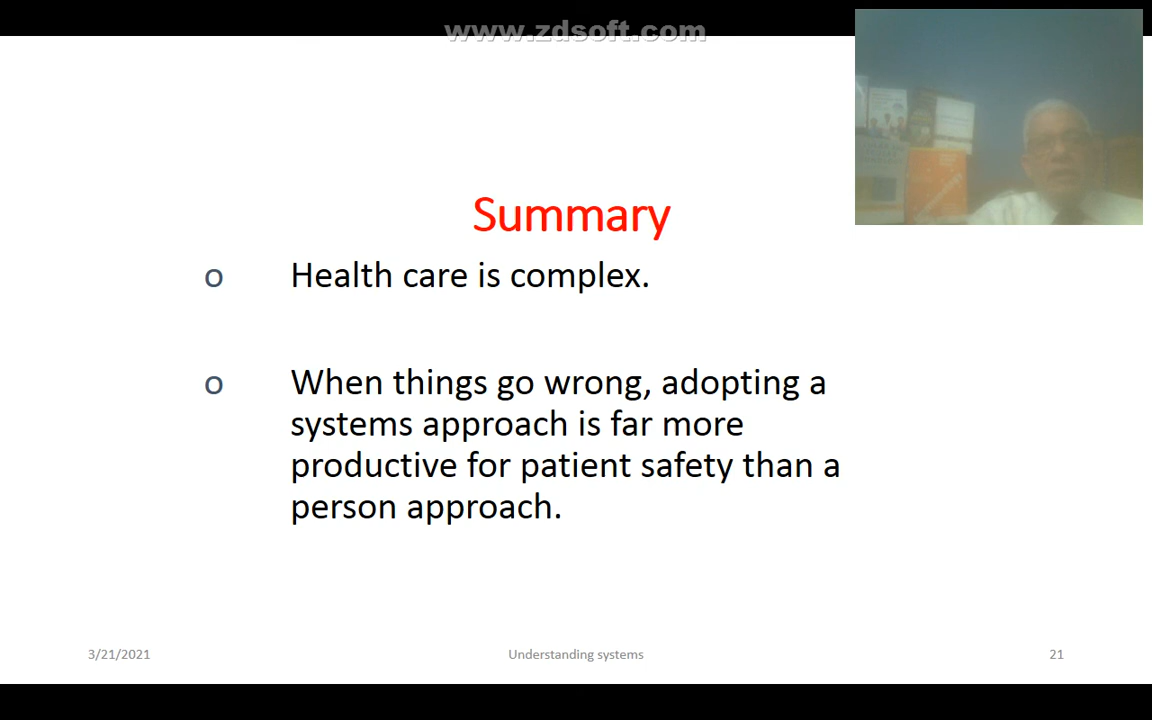 www.zdsoft.com
Summary
o Health care is complex.
o When things go wrong, adopting a
systems approach is far more
productive for patient safety than a
person approach.
3/21/2021 Understanding systems 21